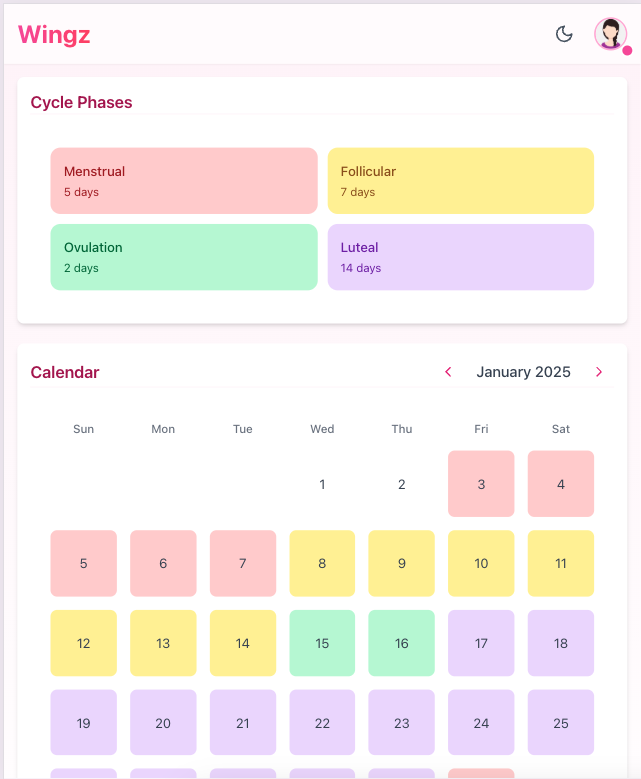 Wingz
Cycle Phases
Menstrual
5 days
Follicular
7 days
Ovulation
2 days
Luteal
14 days
Calendar
January 2025
Sun Mon Tue Wed Thu Fri Sat
1 2 3 4
5 6 7 8 9 10 11
12 13 14 15 16 17 18
19 20 21 22 23 24 25